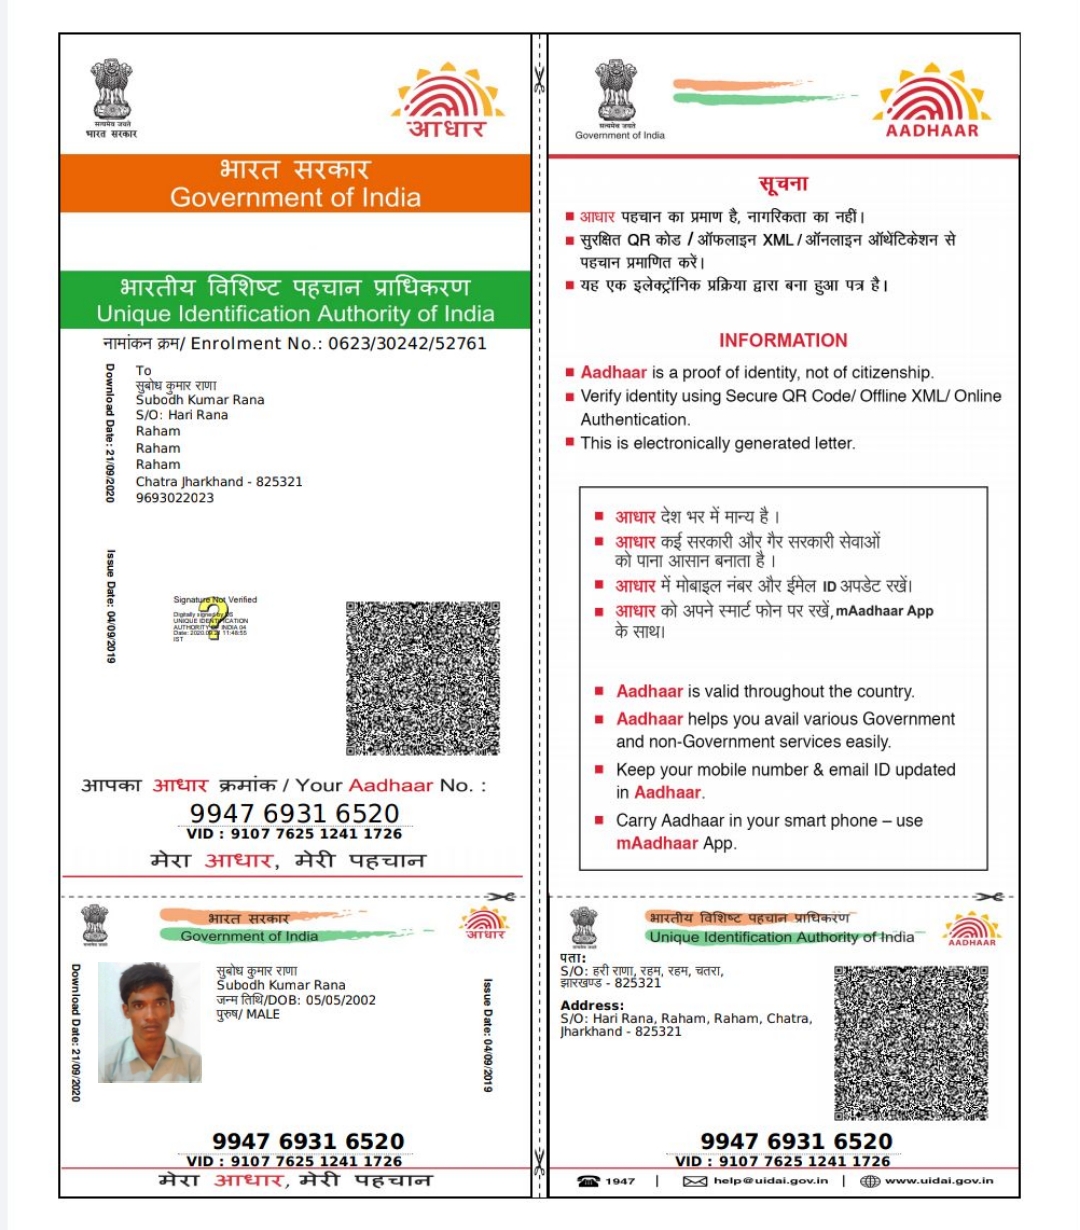 सत्यमेव जयते
भारत सरकार
आधार
भारत सरकार
Government of India
भारतीय विशिष्ट पहचान प्राधिकरण
Unique Identification Authority of India
नामांकन क्रम/ Enrolment No.: 0623/30242/52761
Download Date: 21/09/2020
To
सुबोध कुमार राणा
Subodh Kumar Rana
S/O: Hari Rana
Raham
Raham
Raham
Chatra Jharkhand - 825321
9693022023
Issue Date: 04/09/2019
Signature Not Verified
Digitally signed by DS
UNIQUE IDENTIFICATION
AUTHORITY OF INDIA 04
Date: 2020.09.21 11:48:55
IST
आपका आधार क्रमांक / Your Aadhaar No. :
9947 6931 6520
VID : 9107 7625 1241 1726
मेरा आधार, मेरी पहचान
सत्यमेव जयते
Government of India
AADHAAR
सूचना
आधार पहचान का प्रमाण है, नागरिकता का नहीं।
सुरक्षित QR कोड / ऑफलाइन XML / ऑनलाइन ऑथेंटिकेशन से
पहचान प्रमाणित करें।
यह एक इलेक्ट्रॉनिक प्रक्रिया द्वारा बना हुआ पत्र है।
INFORMATION
Aadhaar is a proof of identity, not of citizenship.
Verify identity using Secure QR Code/ Offline XML/ Online
Authentication.
This is electronically generated letter.
आधार देश भर में मान्य है ।
आधार कई सरकारी और गैर सरकारी सेवाओं
को पाना आसान बनाता है ।
आधार में मोबाइल नंबर और ईमेल ID अपडेट रखें।
आधार को अपने स्मार्ट फोन पर रखें, mAadhaar App
के साथ।
Aadhaar is valid throughout the country.
Aadhaar helps you avail various Government
and non-Government services easily.
Keep your mobile number & email ID updated
in Aadhaar.
Carry Aadhaar in your smart phone – use
mAadhaar App.
भारत सरकार
Government of India
आधार
Download Date: 21/09/2020
सुबोध कुमार राणा
Subodh Kumar Rana
जन्म तिथि/DOB: 05/05/2002
पुरुष/ MALE
Issue Date: 04/09/2019
9947 6931 6520
VID : 9107 7625 1241 1726
मेरा आधार, मेरी पहचान
भारतीय विशिष्ट पहचान प्राधिकरण
Unique Identification Authority of India
AADHAAR
पता:
S/O: हरी राणा, रहम, रहम, चतरा,
झारखण्ड - 825321
Address:
S/O: Hari Rana, Raham, Raham, Chatra,
Jharkhand - 825321
9947 6931 6520
VID : 9107 7625 1241 1726
1947 | help@uidai.gov.in | www.uidai.gov.in